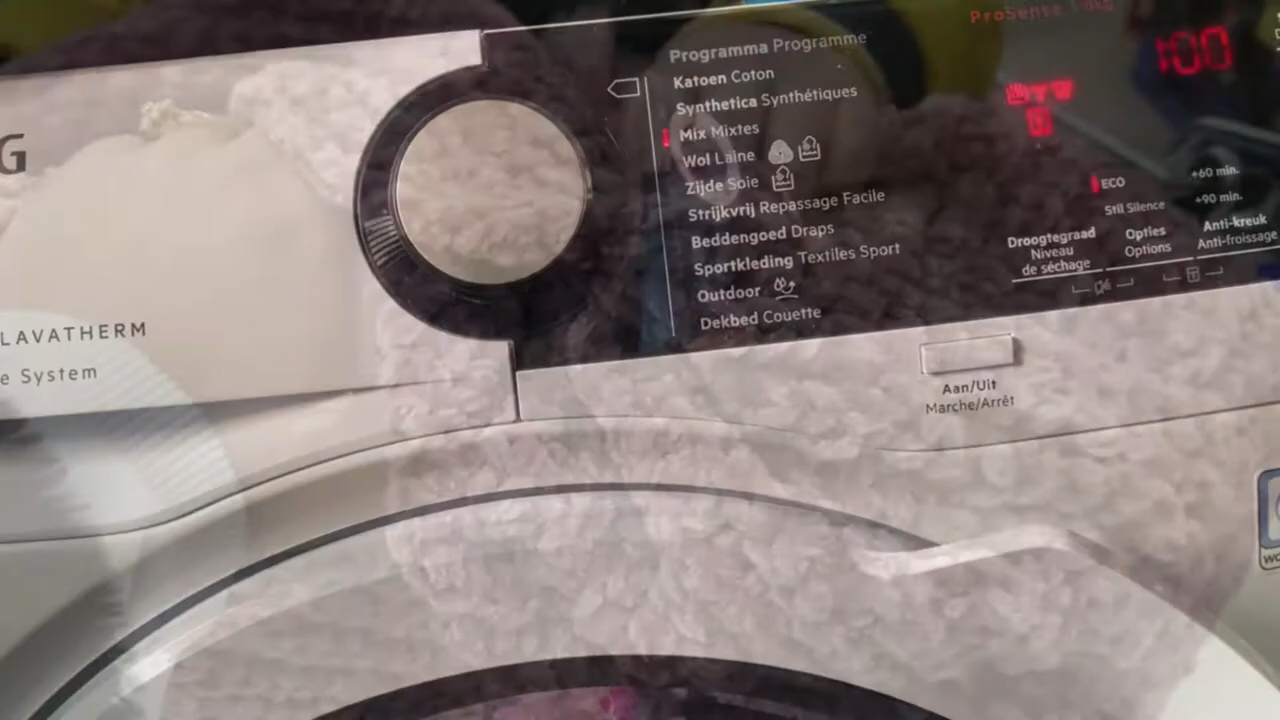 G
LAVATHERM
e System
Programma Programme
Katoen Coton
Synthetica Synthétiques
Mix Mixtes
Wol Laine
Zijde Soie
Strijkvrij Repassage Facile
Beddengoed Draps
Sportkleding Textiles Sport
Outdoor
Dekbed Couette
ProSense
1:00
ECO
Stil Silence
+60 min.
+90 min.
Droogtegraad
Niveau
de séchage
Opties
Options
Anti-kreuk
Anti-froissage
Aan/Uit
Marche/Arrêt